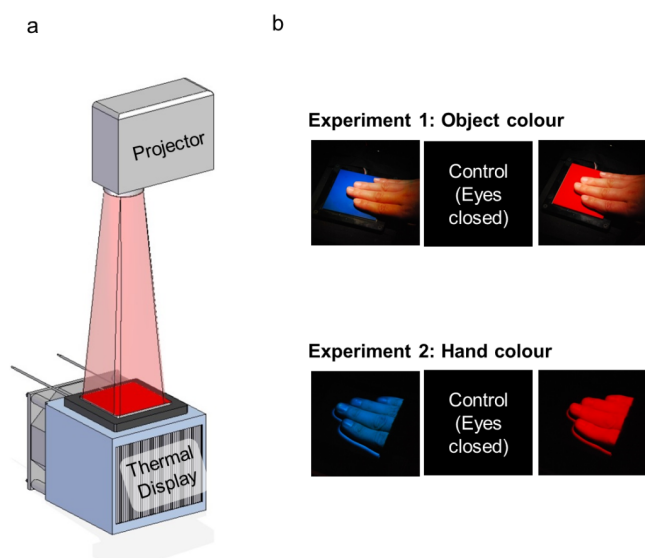 a
b
Projector
Thermal
Display
Experiment 1: Object colour
Control
(Eyes
closed)
Experiment 2: Hand colour
Control
(Eyes
closed)